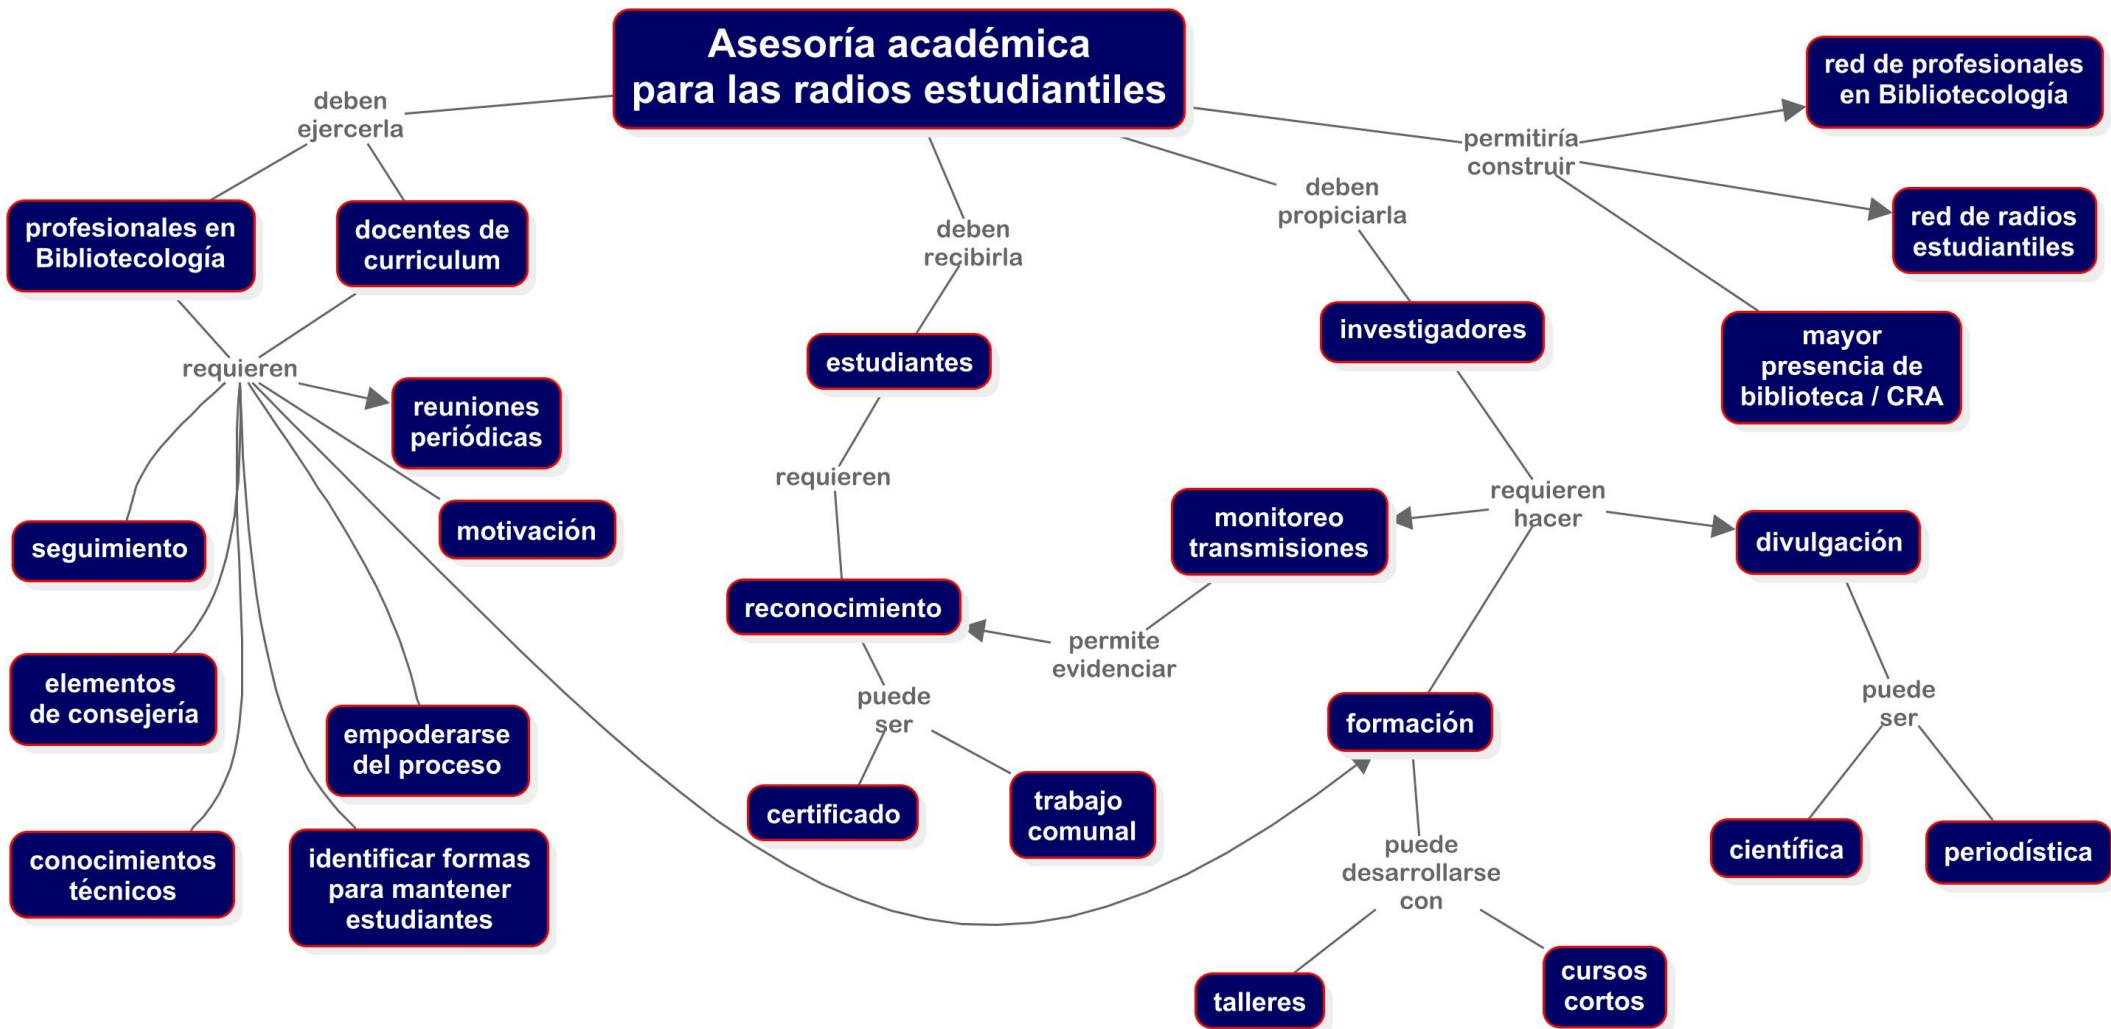 Asesoría académica
para las radios estudiantiles
deben
ejercerla
profesionales en
Bibliotecología
docentes de
curriculum
requieren
reuniones
periódicas
motivación
seguimiento
elementos
de consejería
empoderarse
del proceso
conocimientos
técnicos
identificar formas
para mantener
estudiantes
deben
recibirla
estudiantes
requieren
reconocimiento
puede
ser
certificado
trabajo
comunal
deben
propiciarla
investigadores
requieren
hacer
monitoreo
transmisiones
permite
evidenciar
formación
puede
desarrollarse
con
talleres
cursos
cortos
divulgación
puede
ser
científica
periodística
permitiría
construir
red de profesionales
en Bibliotecología
red de radios
estudiantiles
mayor
presencia de
biblioteca / CRA